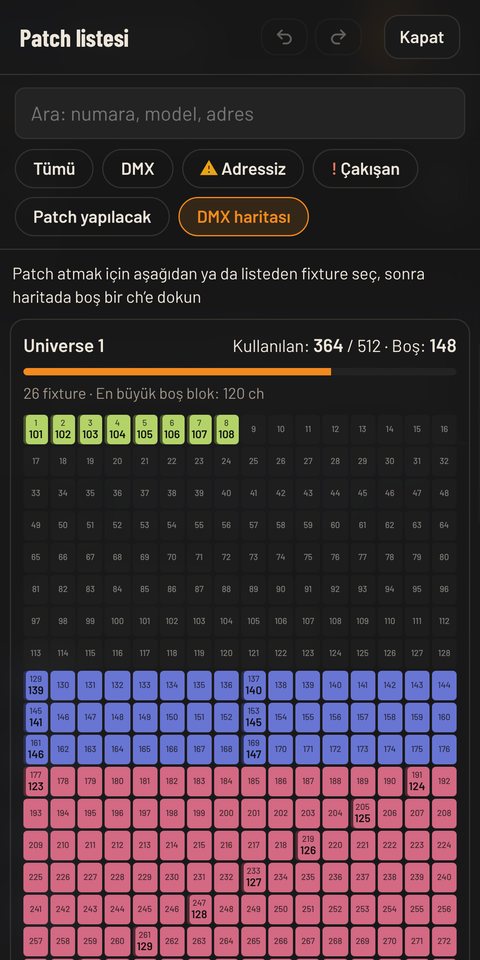 Patch listesi
Kapat
Ara: numara, model, adres
Tümü DMX Adressiz ! Çakışan
Patch yapılacak DMX haritası
Patch atmak için aşağıdan ya da listeden fixture seç, sonra
haritada boş bir ch'e dokun
Universe 1 Kullanılan: 364 / 512 · Boş: 148
26 fixture · En büyük boş blok: 120 ch
1 2 3 4 5 6 7 8 9 10 11 12 13 14 15 16
101 102 103 104 105 106 107 108
17 18 19 20 21 22 23 24 25 26 27 28 29 30 31 32
33 34 35 36 37 38 39 40 41 42 43 44 45 46 47 48
49 50 51 52 53 54 55 56 57 58 59 60 61 62 63 64
65 66 67 68 69 70 71 72 73 74 75 76 77 78 79 80
81 82 83 84 85 86 87 88 89 90 91 92 93 94 95 96
97 98 99 100 101 102 103 104 105 106 107 108 109 110 111 112
113 114 115 116 117 118 119 120 121 122 123 124 125 126 127 128
129 130 131 132 133 134 135 136 137 138 139 140 141 142 143 144
139 140
145 146 147 148 149 150 151 152 153 154 155 156 157 158 159 160
141 145
161 162 163 164 165 166 167 168 169 170 171 172 173 174 175 176
146 147
177 178 179 180 181 182 183 184 185 186 187 188 189 190 191 192
123 124
193 194 195 196 197 198 199 200 201 202 203 204 205 206 207 208
125
209 210 211 212 213 214 215 216 217 218 219 220 221 222 223 224
126
225 226 227 228 229 230 231 232 233 234 235 236 237 238 239 240
127
241 242 243 244 245 246 247 248 249 250 251 252 253 254 255 256
128
257 258 259 260 261 262 263 264 265 266 267 268 269 270 271 272
129